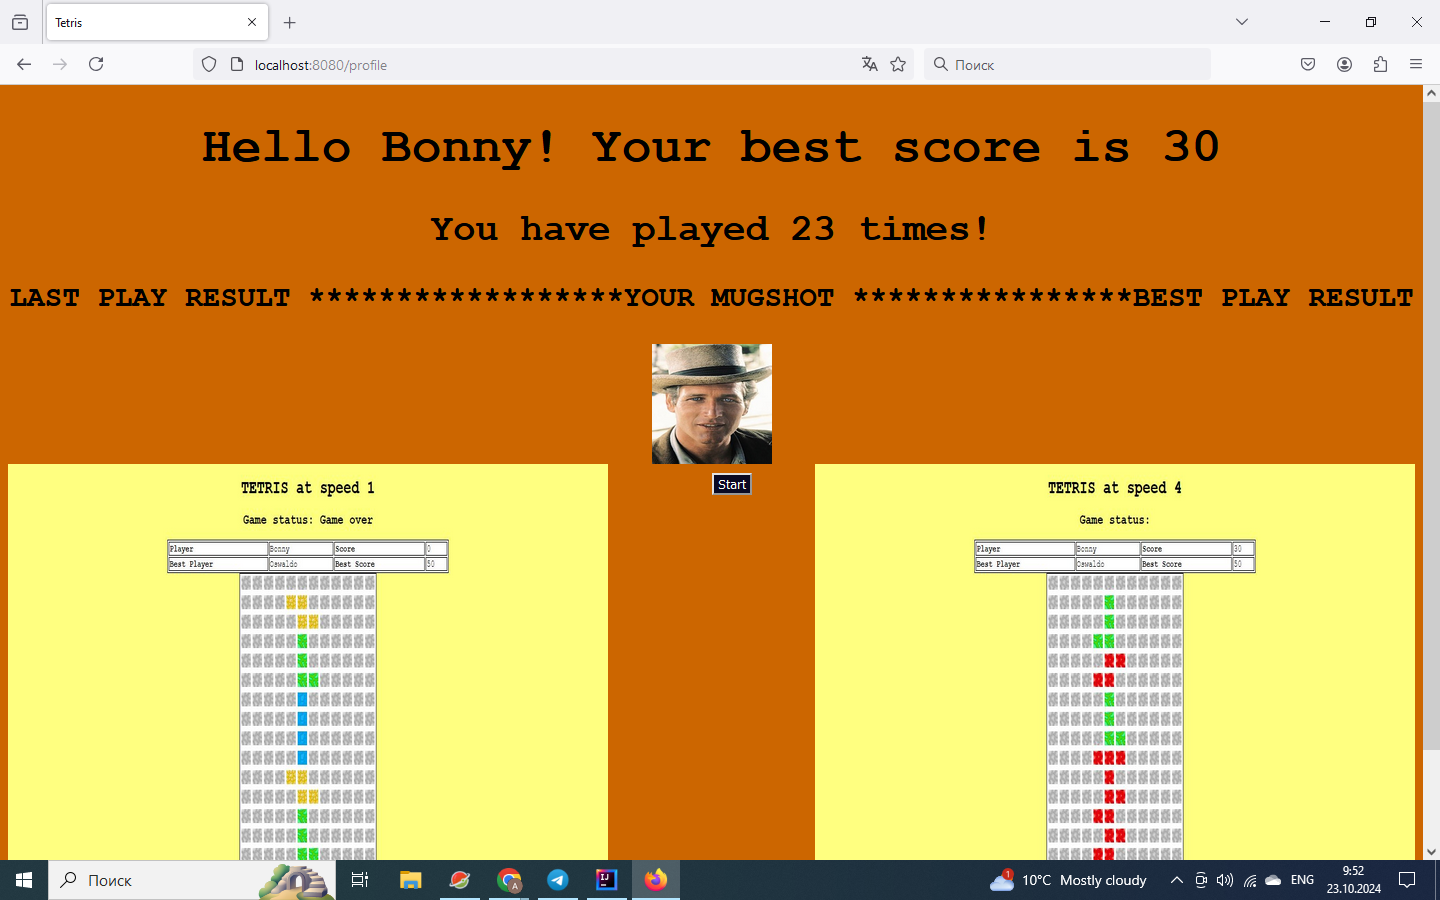 Tetris
localhost:8080/profile
Поиск
Hello Bonny! Your best score is 30
You have played 23 times!
LAST PLAY RESULT ******************YOUR MUGSHOT ****************BEST PLAY RESULT
Start
TETRIS at speed 1
Game status: Game over
Player Bonny Score 0
Best Player Oswaldo Best Score 50
TETRIS at speed 4
Game status:
Player Bonny Score 30
Best Player Oswaldo Best Score 50
Поиск
A
IJ
1
10°C Mostly cloudy
ENG
9:52
23.10.2024